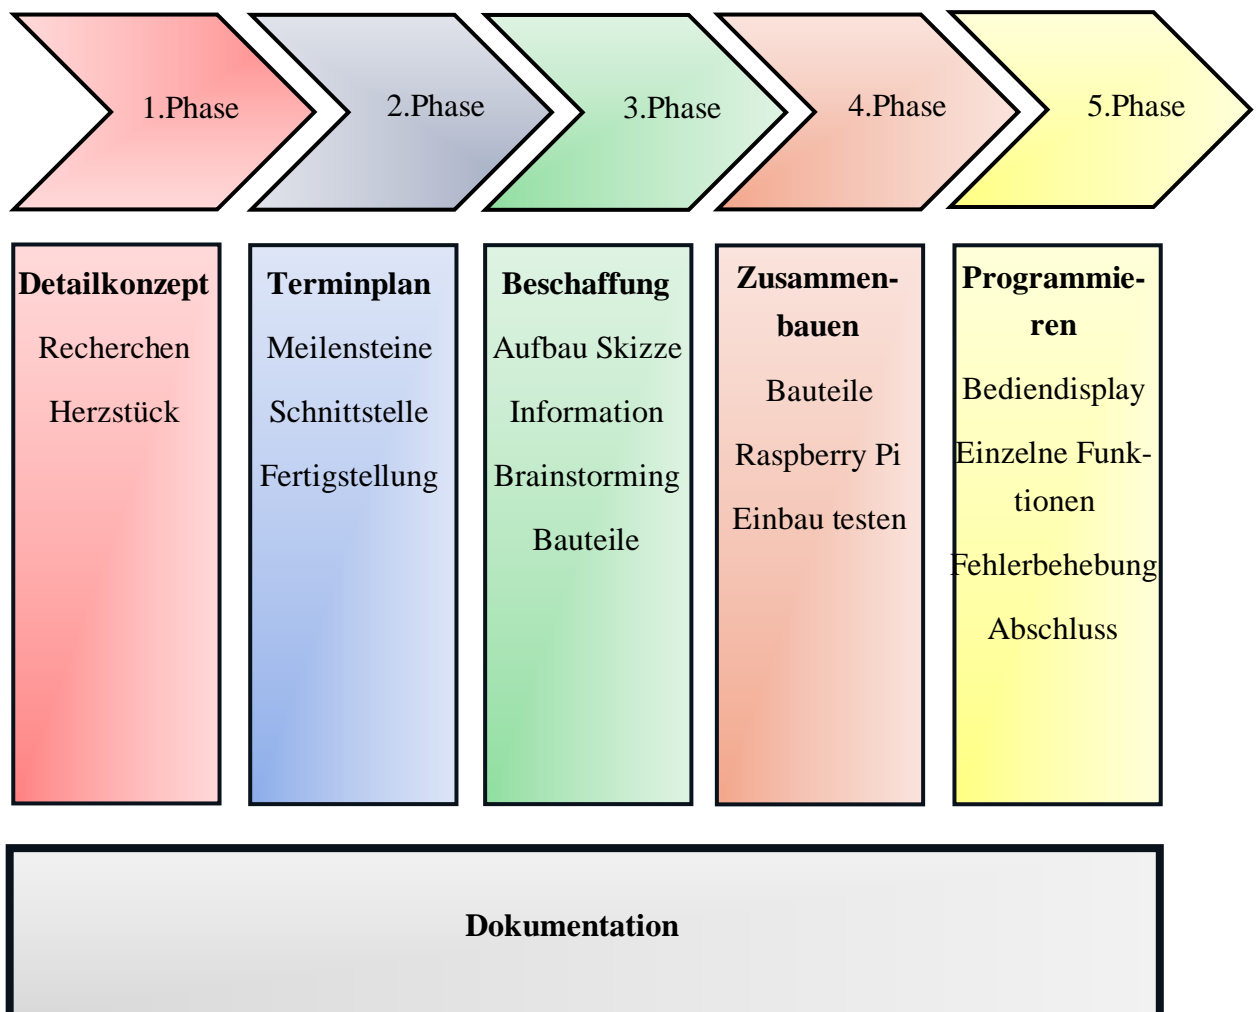 1.Phase
2.Phase
3.Phase
4.Phase
5.Phase
Detailkonzept
Recherchen
Herzstück
Terminplan
Meilensteine
Schnittstelle
Fertigstellung
Beschaffung
Aufbau Skizze
Information
Brainstorming
Bauteile
Zusammen-
bauen
Bauteile
Raspberry Pi
Einbau testen
Programmie-
ren
Bediendisplay
Einzelne Funk-
tionen
Fehlerbehebung
Abschluss
Dokumentation